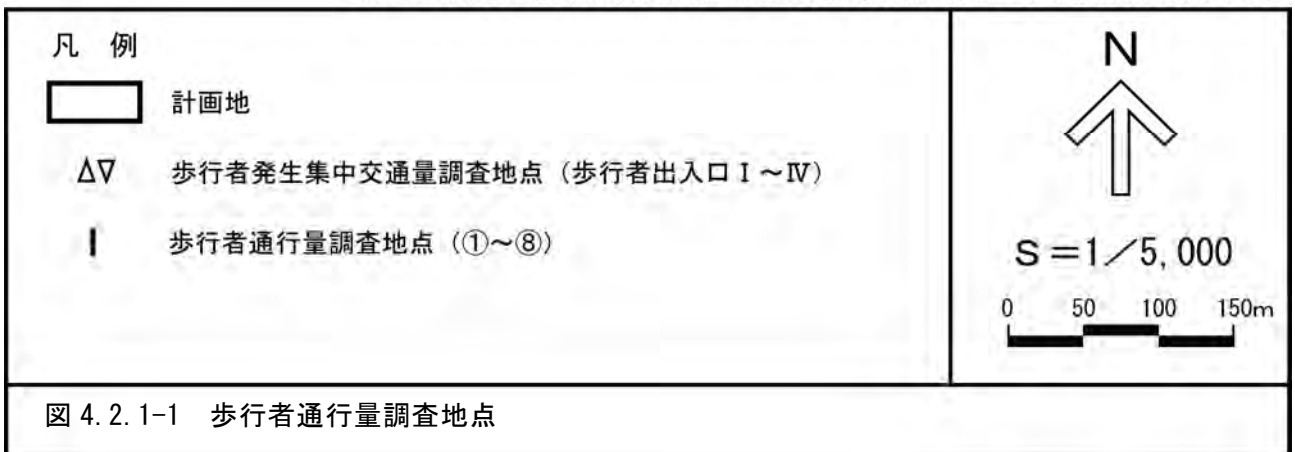 凡 例
計画地
Δ∇ 歩行者発生集中交通量調査地点（歩行者出入口Ⅰ～Ⅳ）
歩行者通行量調査地点（①～⑧）
N
S＝1／5,000
0 50 100 150m
図 4.2.1-1 歩行者通行量調査地点